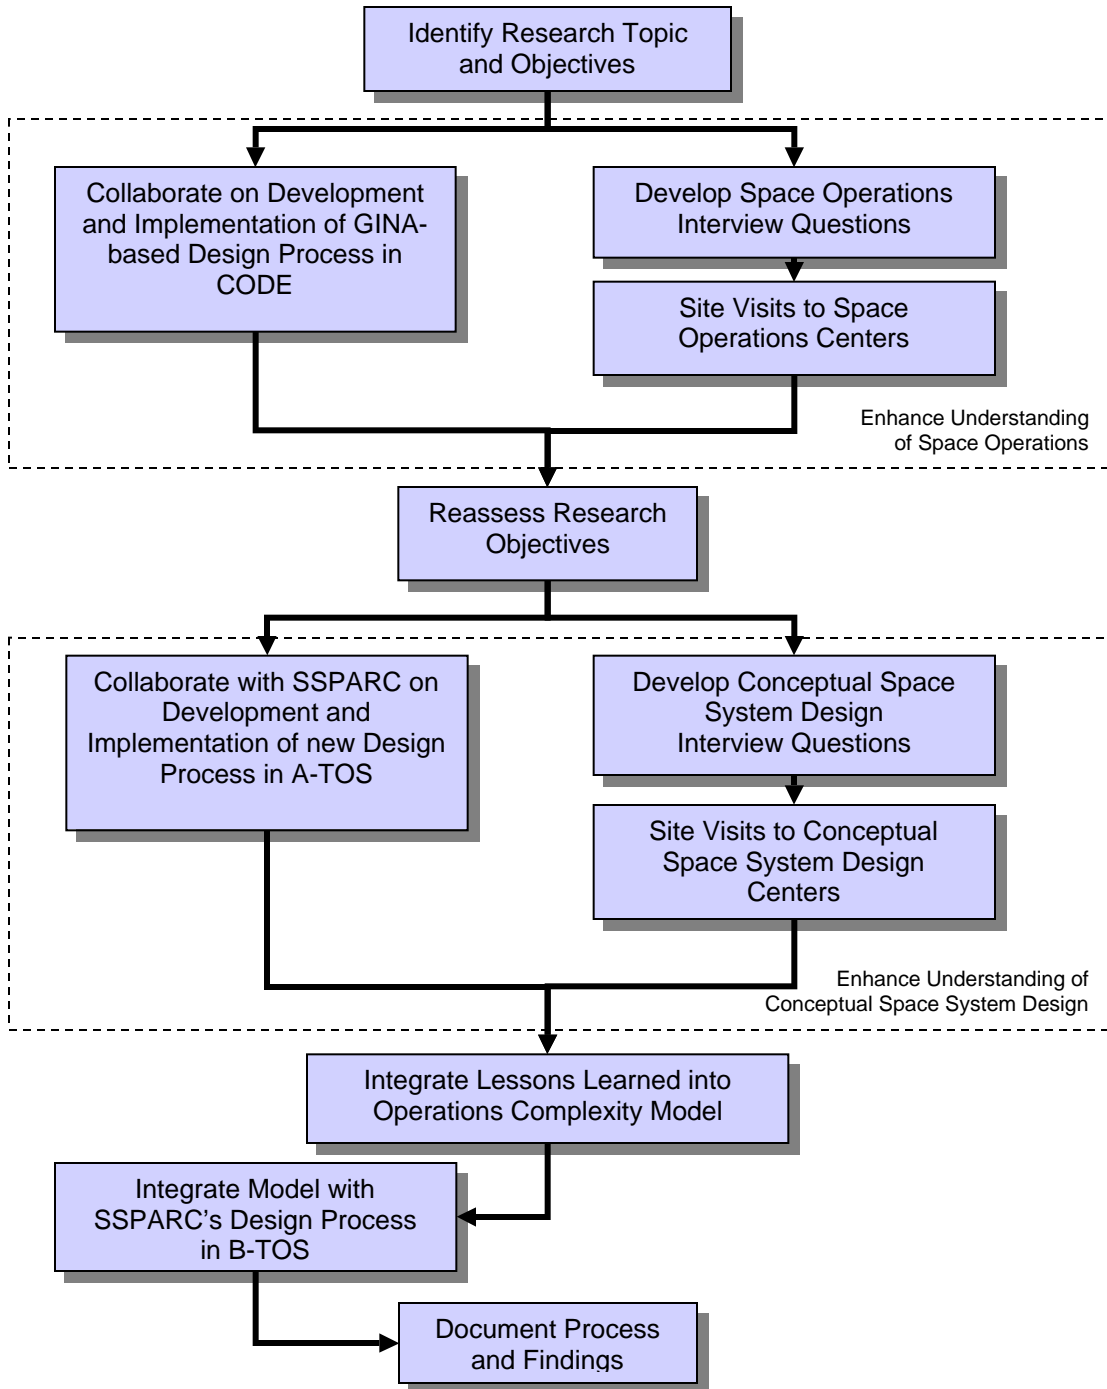 Identify Research Topic
and Objectives
Collaborate on Development
and Implementation of GINA-
based Design Process in
CODE
Develop Space Operations
Interview Questions
Site Visits to Space
Operations Centers
Enhance Understanding
of Space Operations
Reassess Research
Objectives
Collaborate with SSPARC on
Development and
Implementation of new Design
Process in A-TOS
Develop Conceptual Space
System Design
Interview Questions
Site Visits to Conceptual
Space System Design
Centers
Enhance Understanding of
Conceptual Space System Design
Integrate Lessons Learned into
Operations Complexity Model
Integrate Model with
SSPARC’s Design Process
in B-TOS
Document Process
and Findings